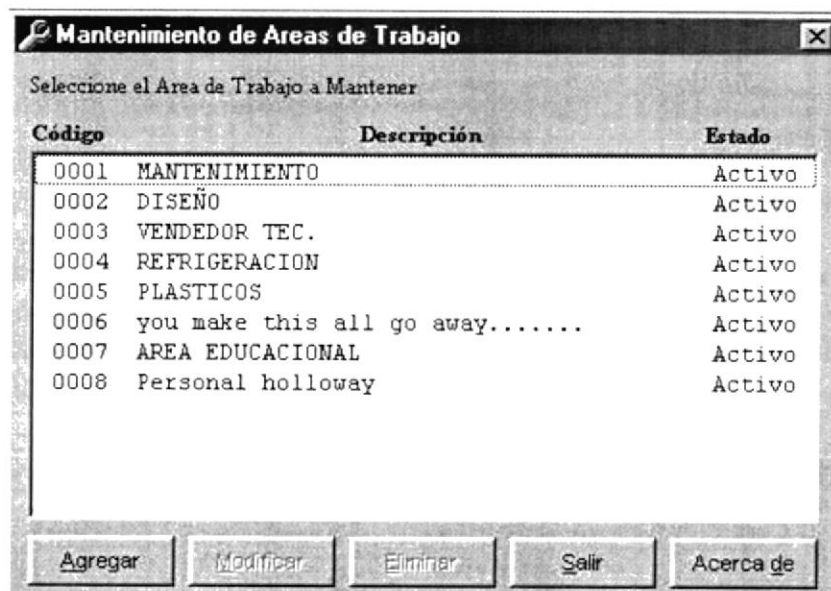 Mantenimiento de Areas de Trabajo
Seleccione el Area de Trabajo a Mantener
Código Descripción Estado
0001 MANTENIMIENTO Activo
0002 DISEÑO Activo
0003 VENDEDOR TEC. Activo
0004 REFRIGERACION Activo
0005 PLASTICOS Activo
0006 you make this all go away....... Activo
0007 AREA EDUCACIONAL Activo
0008 Personal holloway Activo
Agregar Modificar Eliminar Salir Acerca de